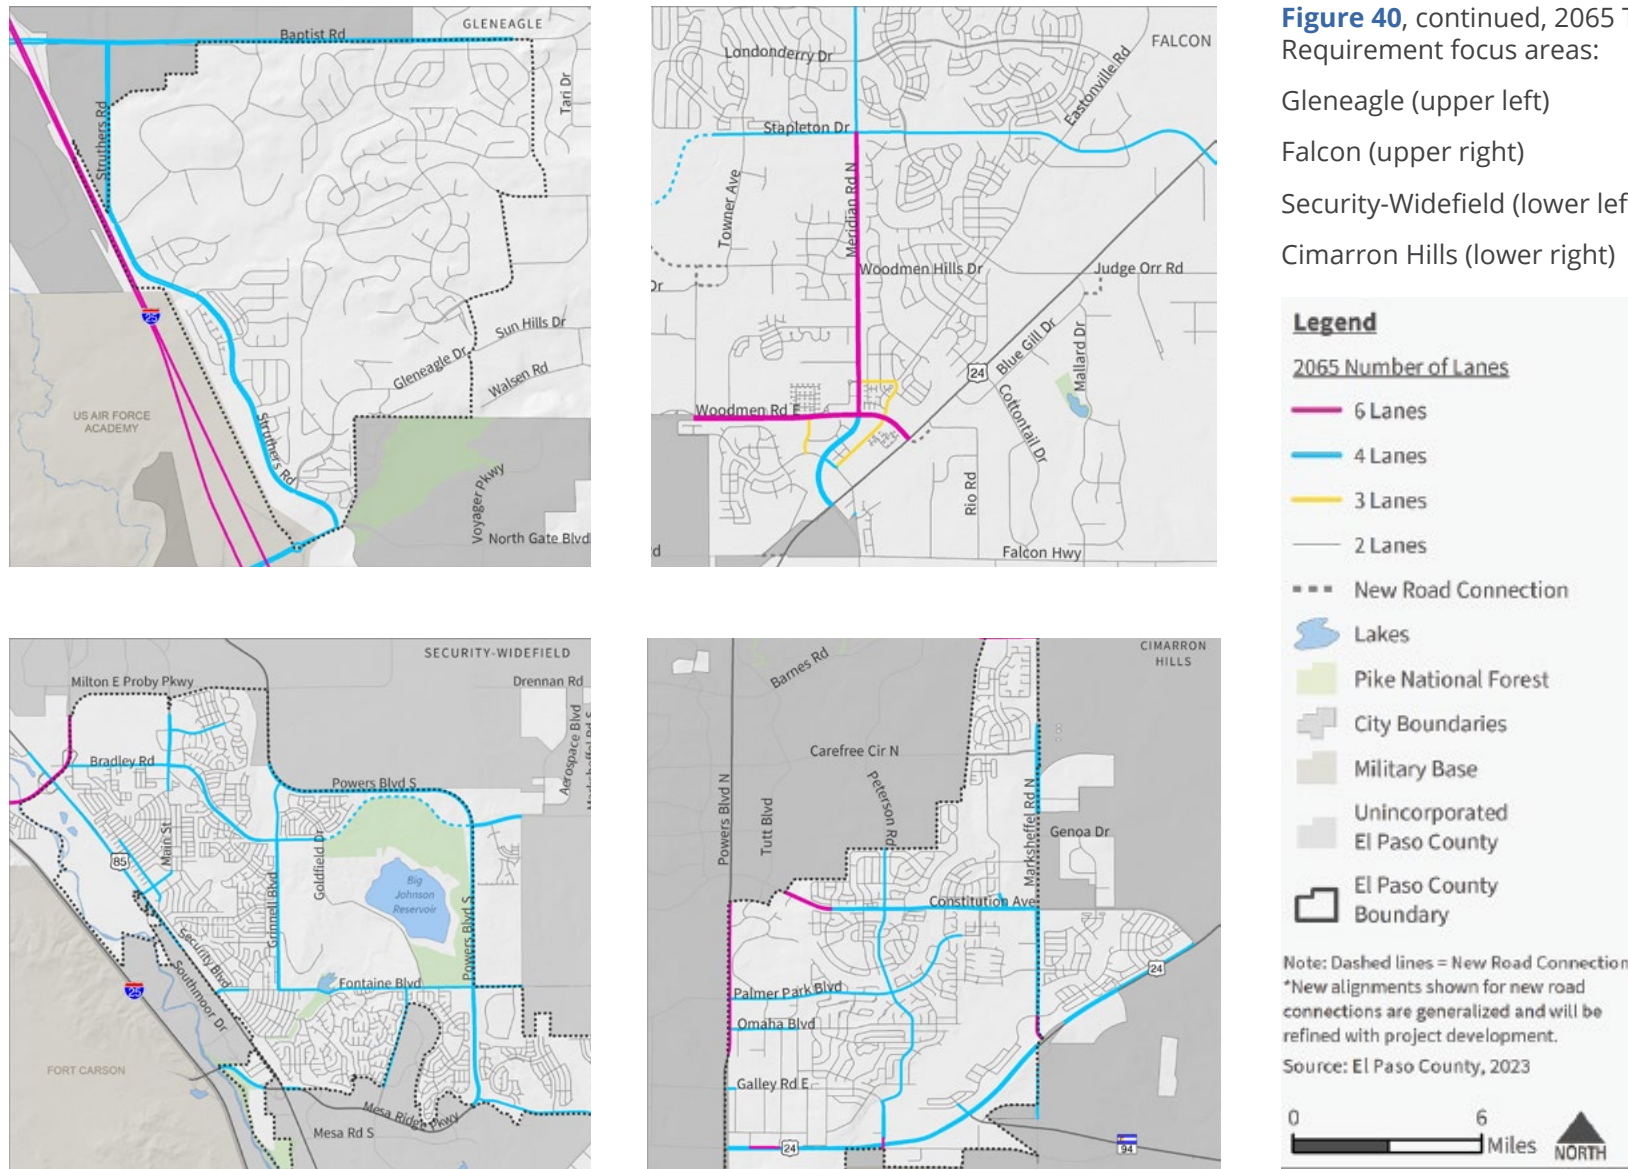 GLENEAGLE
Baptist Rd
Struthers Rd
Tari Dr
Sun Hills Dr
Gleneagle Dr
Walsen Rd
25
US AIR FORCE
ACADEMY
Struthers Rd
Voyager Pkwy
North Gate Blvd
FALCON
Londonderry Dr
Eastonville Rd
Stapleton Dr
Towner Ave
Meridian Rd N
Woodmen Hills Dr
Judge Orr Rd
Dr
Blue Gill Dr
Mallard Dr
24
Cottontail Dr
Woodmen Rd E
Rio Rd
Falcon Hwy
rd
Figure 40, continued, 2065 T
Requirement focus areas:
Gleneagle (upper left)
Falcon (upper right)
Security-Widefield (lower lef
Cimarron Hills (lower right)
Legend
2065 Number of Lanes
6 Lanes
4 Lanes
3 Lanes
2 Lanes
New Road Connection
Lakes
Pike National Forest
City Boundaries
Military Base
Unincorporated
El Paso County
El Paso County
Boundary
Note: Dashed lines = New Road Connection
*New alignments shown for new road
connections are generalized and will be
refined with project development.
Source: El Paso County, 2023
0 6
Miles
NORTH
SECURITY-WIDEFIELD
Milton E Proby Pkwy
Drennan Rd
Aerospace Blvd
Bradley Rd
Powers Blvd S
Main St
85
Goldfield Dr
Grinnell Blvd
Big
Johnson
Reservoir
Powers Blvd S
Security Blvd
Southmoor Dr
Fontaine Blvd
25
FORT CARSON
Mesa Ridge Pkwy
Mesa Rd S
CIMARRON
HILLS
Barnes Rd
Carefree Cir N
Powers Blvd N
Tutt Blvd
Peterson Rd
Marksheffel Rd N
Genoa Dr
Constitution Ave
24
Palmer Park Blvd
Omaha Blvd
Galley Rd E
24
94